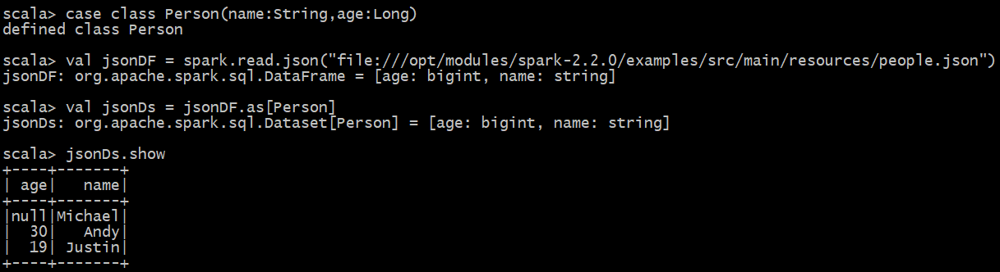 scala> case class Person(name:String,age:Long)
defined class Person
scala> val jsonDF = spark.read.json("file:///opt/modules/spark-2.2.0/examples/src/main/resources/people.json")
jsonDF: org.apache.spark.sql.DataFrame = [age: bigint, name: string]
scala> val jsonDs = jsonDF.as[Person]
jsonDs: org.apache.spark.sql.Dataset[Person] = [age: bigint, name: string]
scala> jsonDs.show
+----+-------+
| age|   name|
+----+-------+
|null|Michael|
|  30|   Andy|
|  19| Justin|
+----+-------+